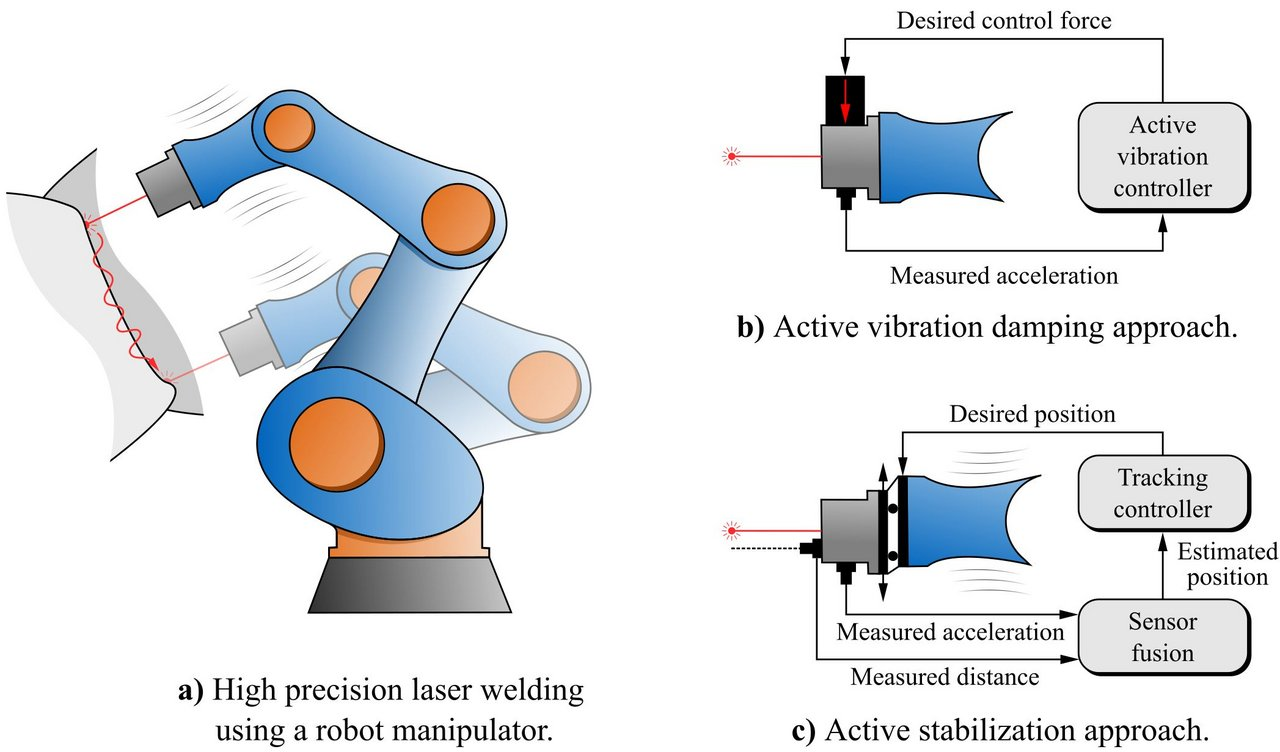 a) High precision laser welding
using a robot manipulator.
Desired control force
Active
vibration
controller
Measured acceleration
b) Active vibration damping approach.
Desired position
Tracking
controller
Estimated
position
Sensor
fusion
Measured acceleration
Measured distance
c) Active stabilization approach.